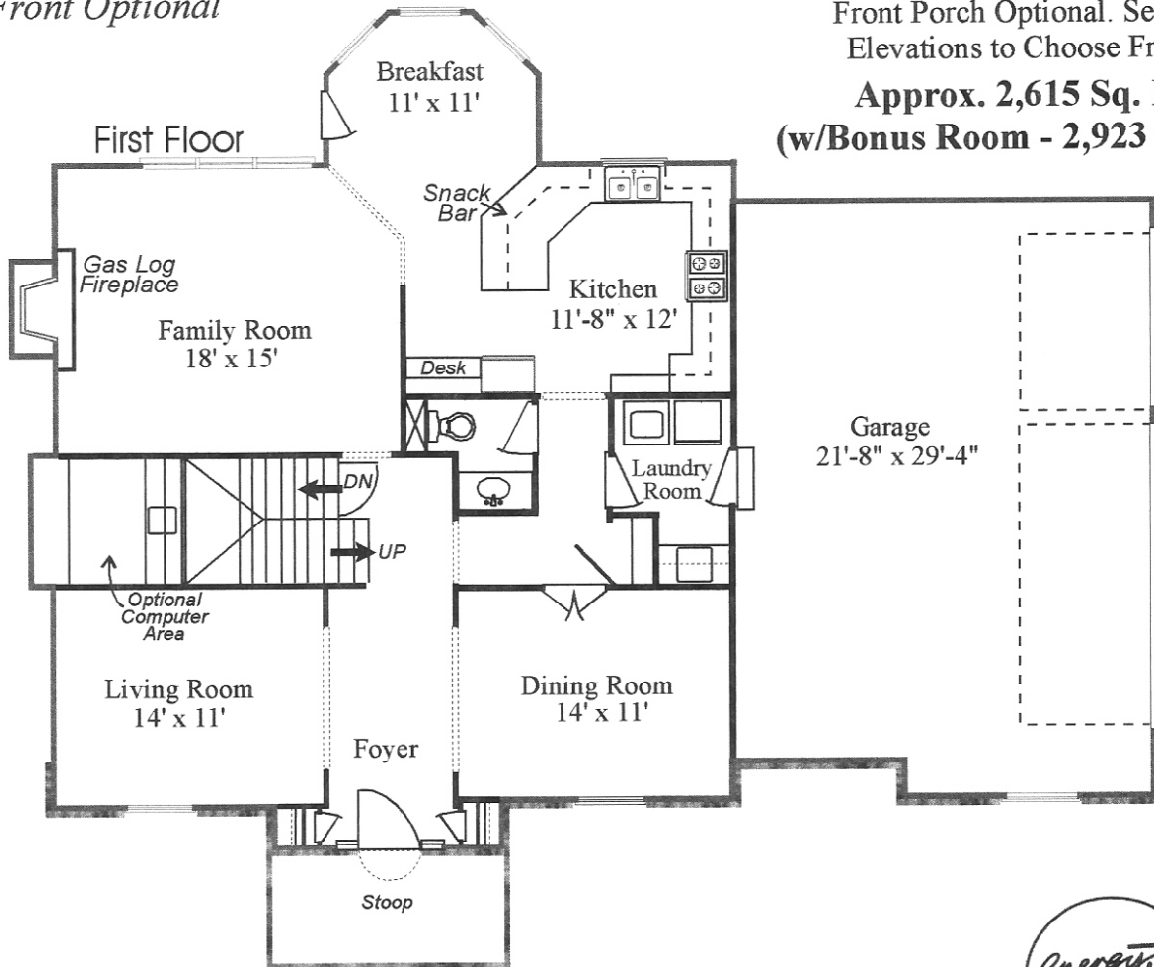 Front Optional
Front Porch Optional. Se
Elevations to Choose Fr
Approx. 2,615 Sq.
(w/Bonus Room - 2,923
First Floor
Breakfast
11' x 11'
Snack
Bar
Gas Log
Fireplace
Kitchen
11'-8" x 12'
Family Room
18' x 15'
Desk
Garage
21'-8" x 29'-4"
Laundry
Room
DN
UP
Optional
Computer
Area
Living Room
14' x 11'
Dining Room
14' x 11'
Foyer
Stoop
energy